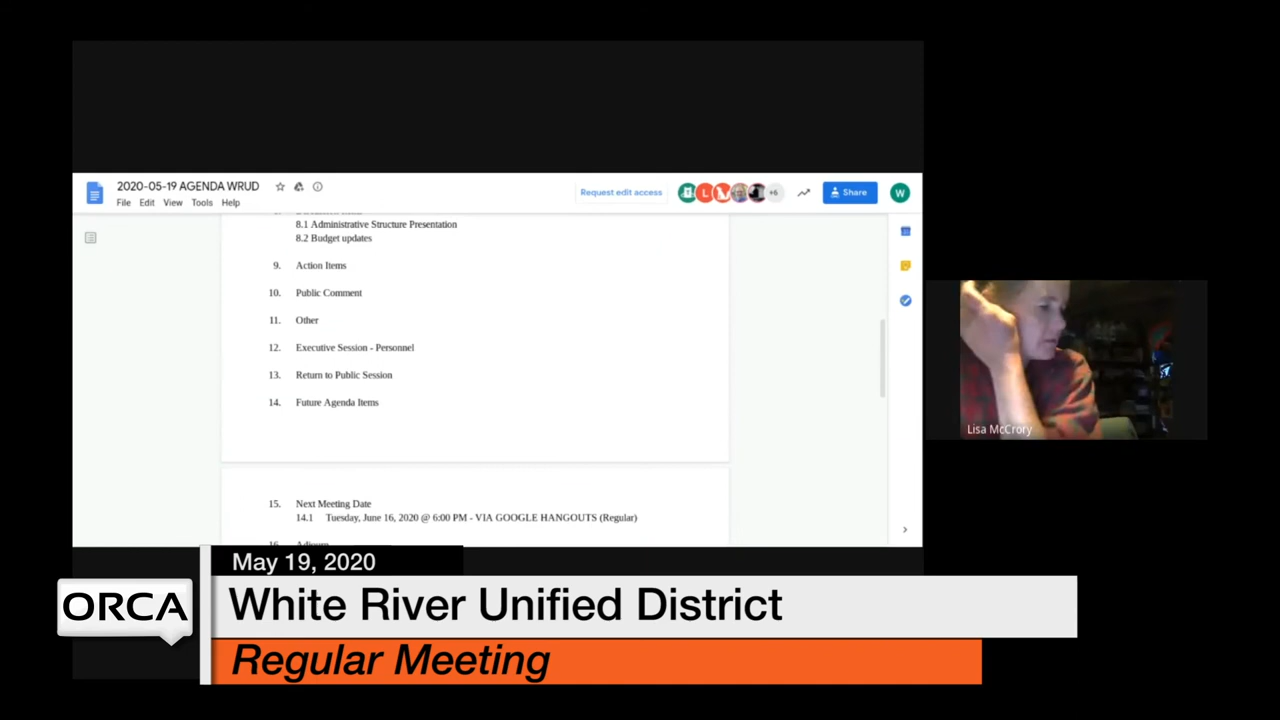 2020-05-19 AGENDA WRUD
File Edit View Tools Help
Request edit access
L
+6
Share
W
8.1 Administrative Structure Presentation
8.2 Budget updates
9. Action Items
10. Public Comment
11. Other
12. Executive Session - Personnel
13. Return to Public Session
14. Future Agenda Items
15. Next Meeting Date
14.1 Tuesday, June 16, 2020 @ 6:00 PM - VIA GOOGLE HANGOUTS (Regular)
Lisa McCrory
May 19, 2020
ORCA
White River Unified District
Regular Meeting